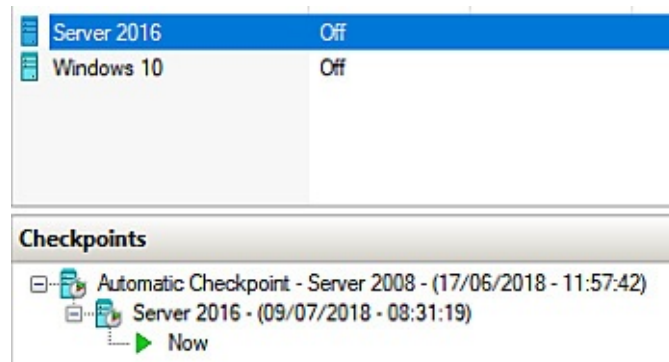 Server 2016 Off
Windows 10 Off
Checkpoints
Automatic Checkpoint - Server 2008 - (17/06/2018 - 11:57:42)
Server 2016 - (09/07/2018 - 08:31:19)
Now